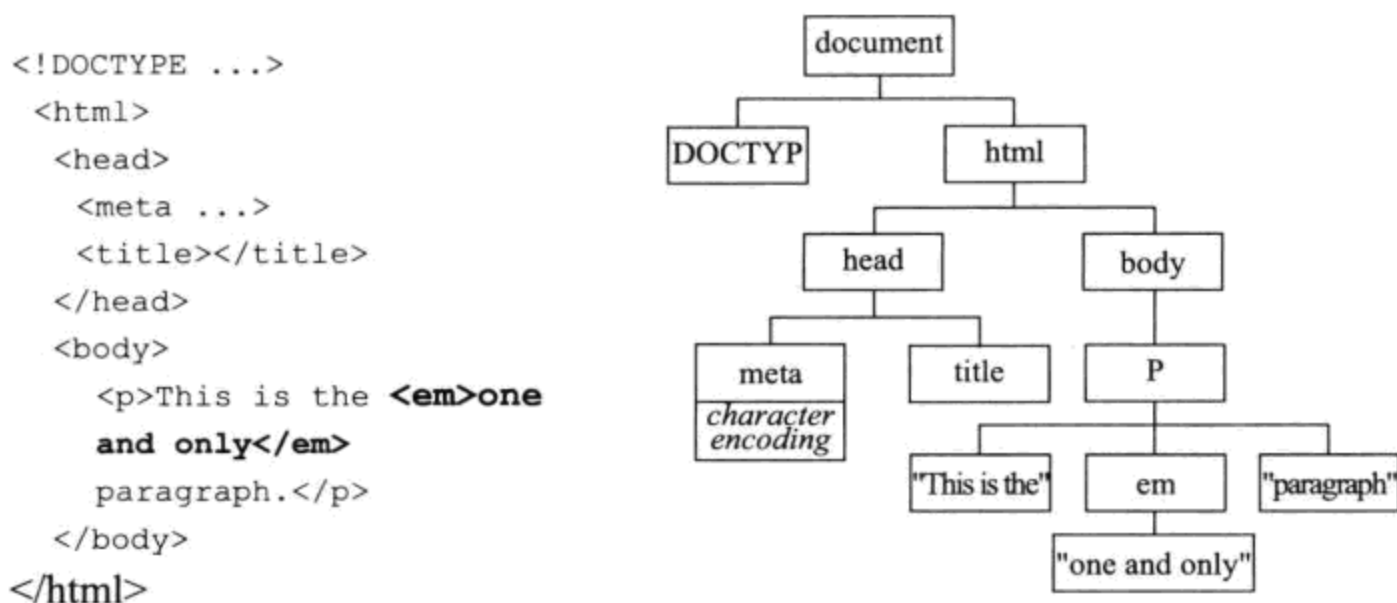 <!DOCTYPE ...>
<html>
<head>
<meta ...>
<title></title>
</head>
<body>
<p>This is the <em>one
and only</em>
paragraph.</p>
</body>
</html>
document
DOCTYP
html
head
body
meta
character
encoding
title
P
"This is the"
em
"paragraph"
"one and only"